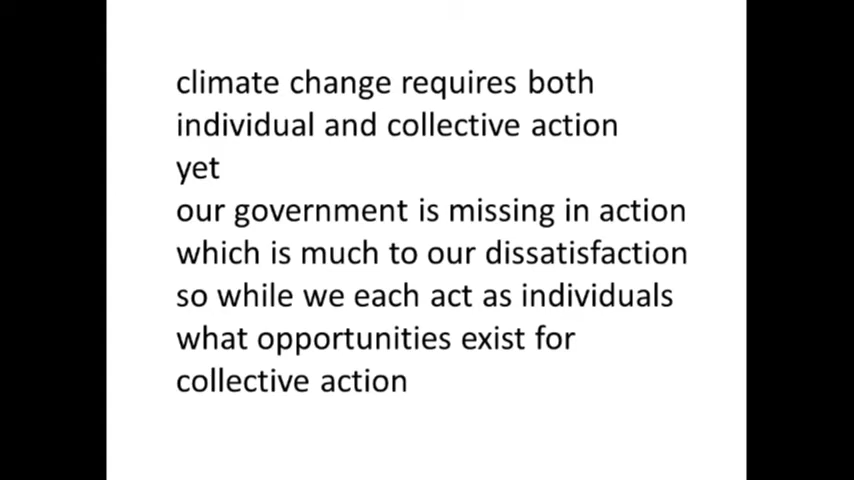 climate change requires both
individual and collective action
yet
our government is missing in action
which is much to our dissatisfaction
so while we each act as individuals
what opportunities exist for
collective action